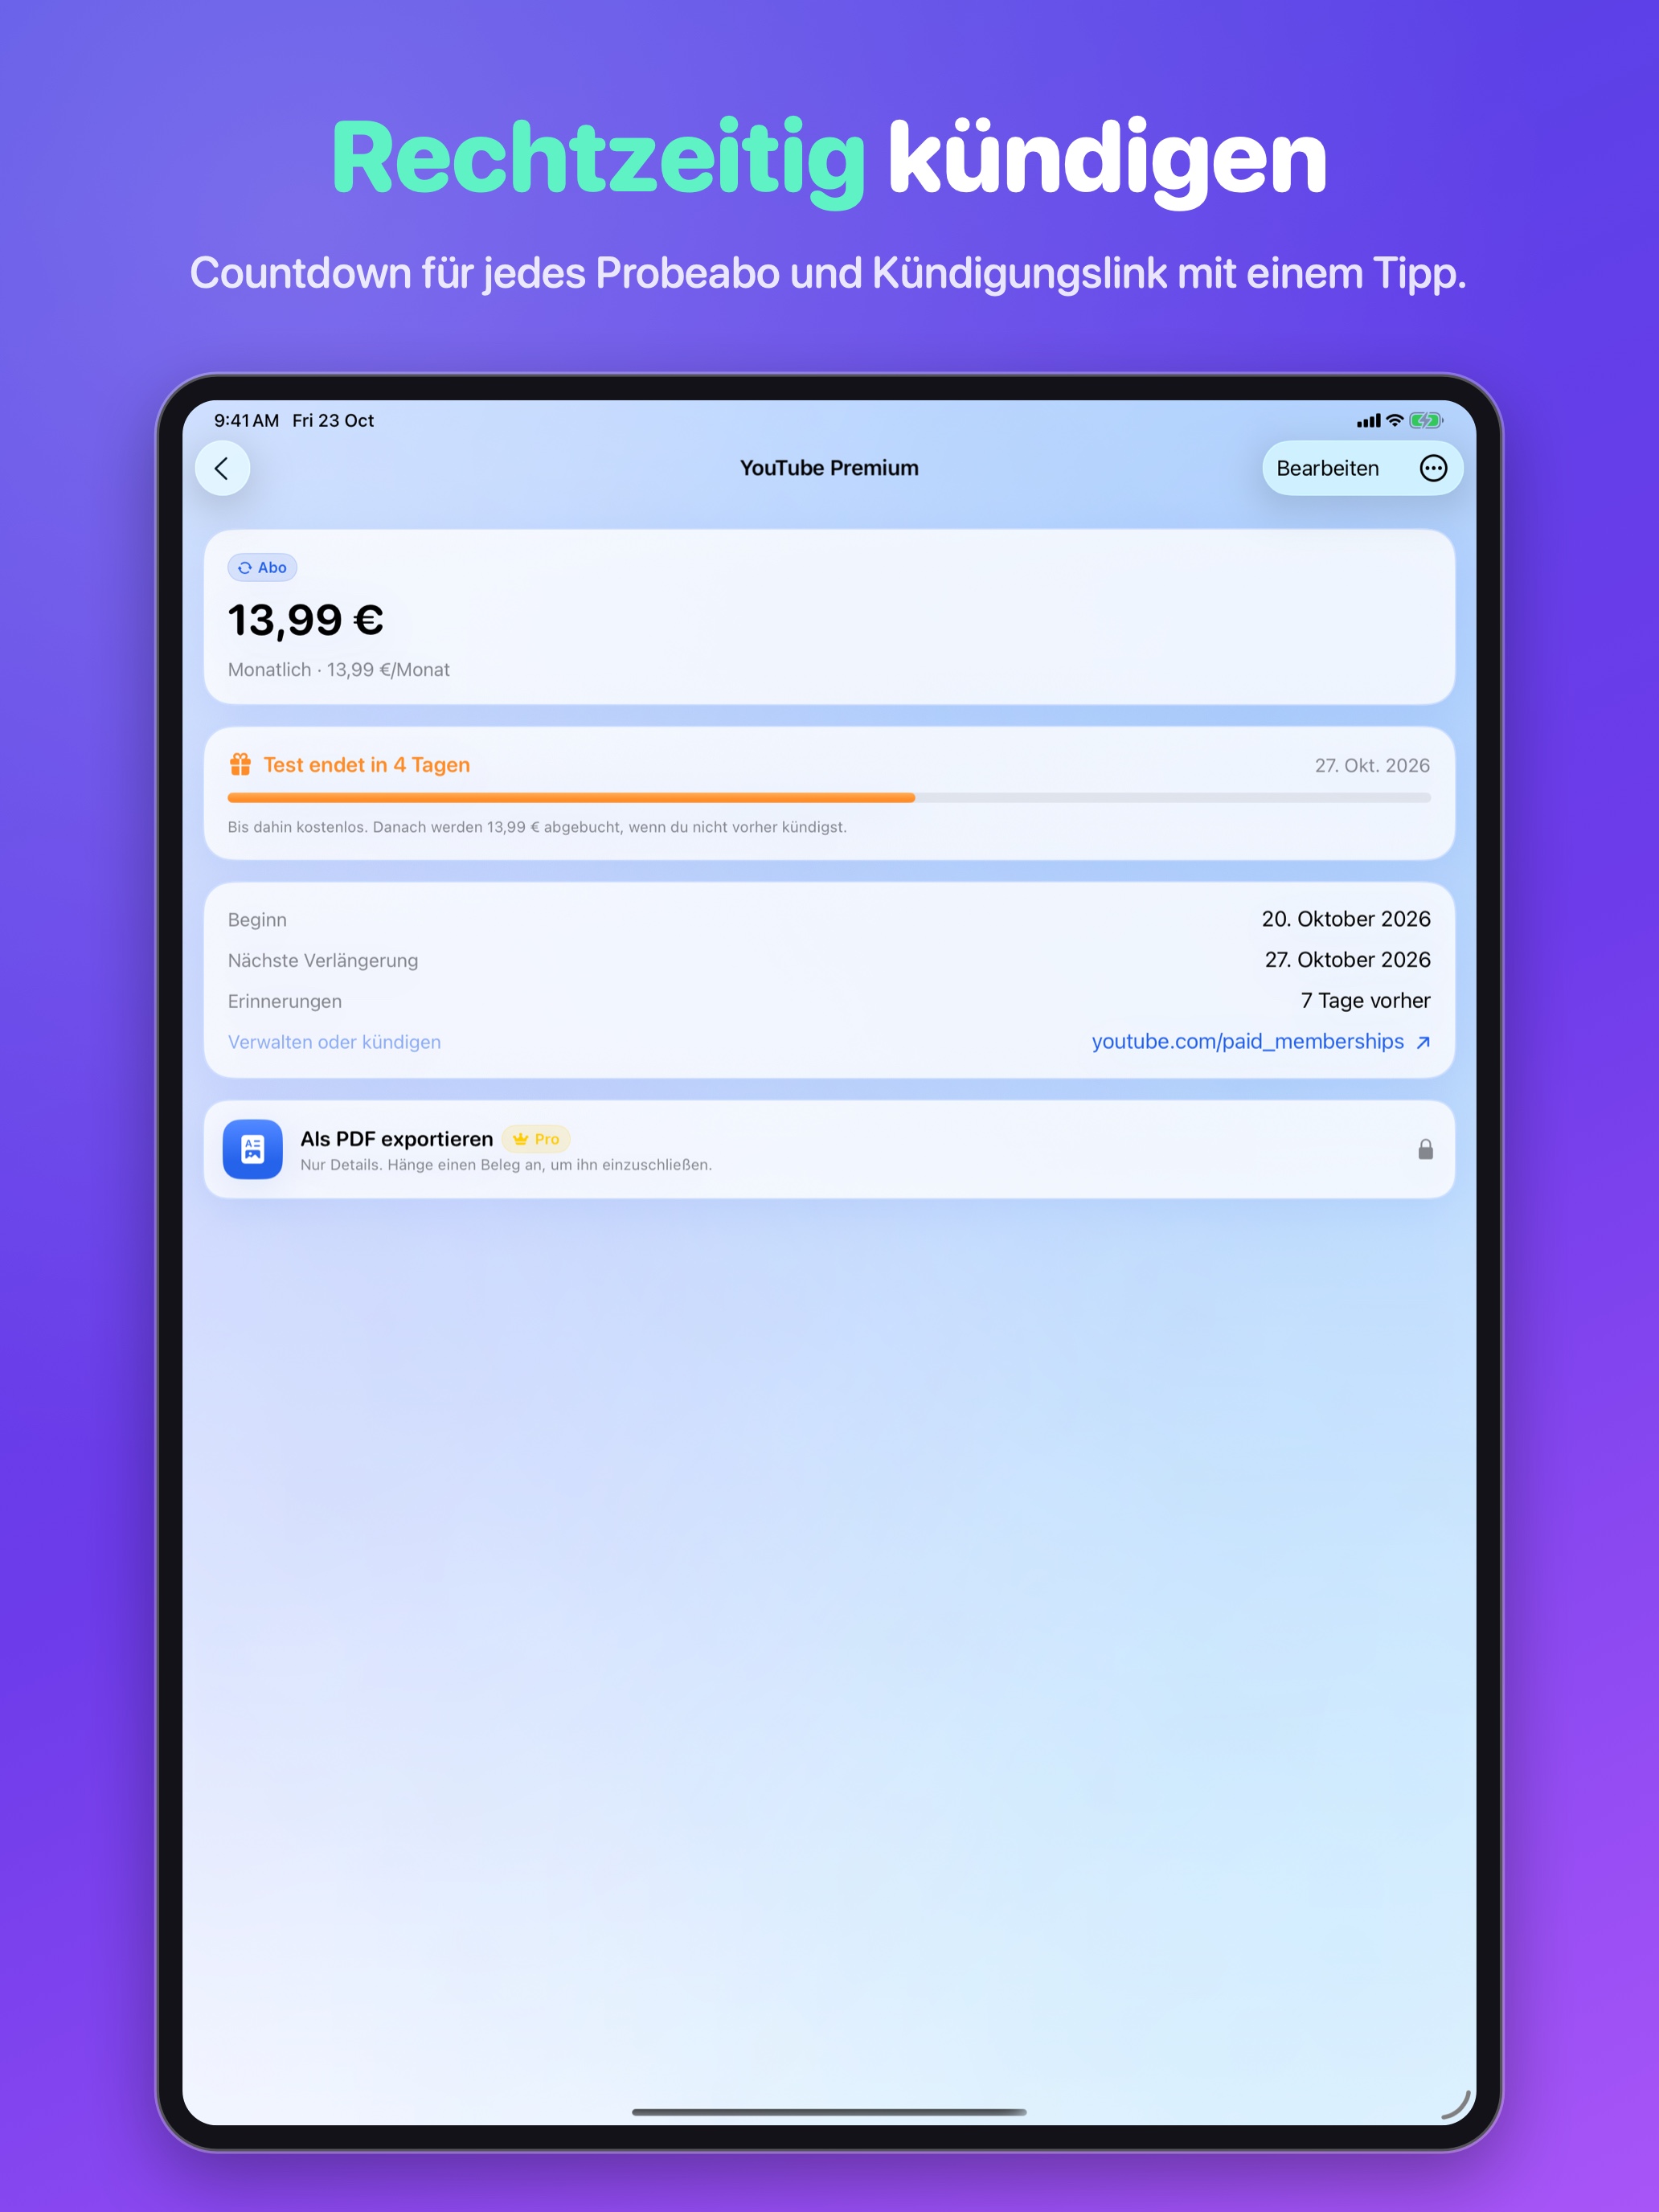 Rechtzeitig kündigen
Countdown für jedes Probeabo und Kündigungslink mit einem Tipp.
9:41 AM Fri 23 Oct
YouTube Premium
Bearbeiten
Abo
13,99 €
Monatlich · 13,99 €/Monat
Test endet in 4 Tagen
27. Okt. 2026
Bis dahin kostenlos. Danach werden 13,99 € abgebucht, wenn du nicht vorher kündigst.
Beginn
20. Oktober 2026
Nächste Verlängerung
27. Oktober 2026
Erinnerungen
7 Tage vorher
Verwalten oder kündigen
youtube.com/paid_memberships
Als PDF exportieren
Pro
Nur Details. Hänge einen Beleg an, um ihn einzuschließen.